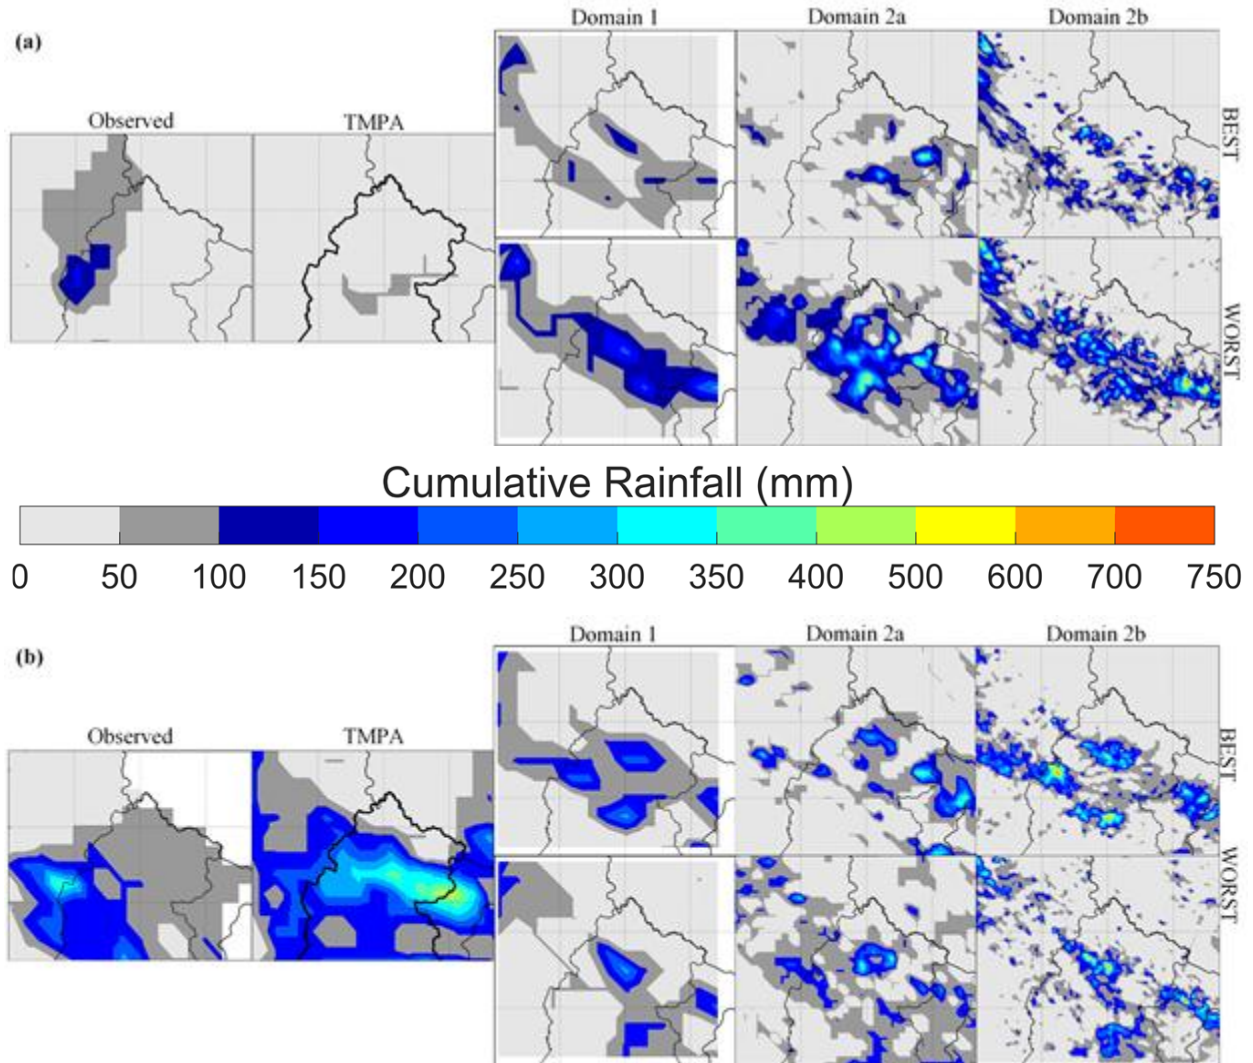 Domain 1 Domain 2a Domain 2b
(a)
Observed TMPA
BEST
WORST
Cumulative Rainfall (mm)
0 50 100 150 200 250 300 350 400 500 600 700 750
Domain 1 Domain 2a Domain 2b
(b)
Observed TMPA
BEST
WORST